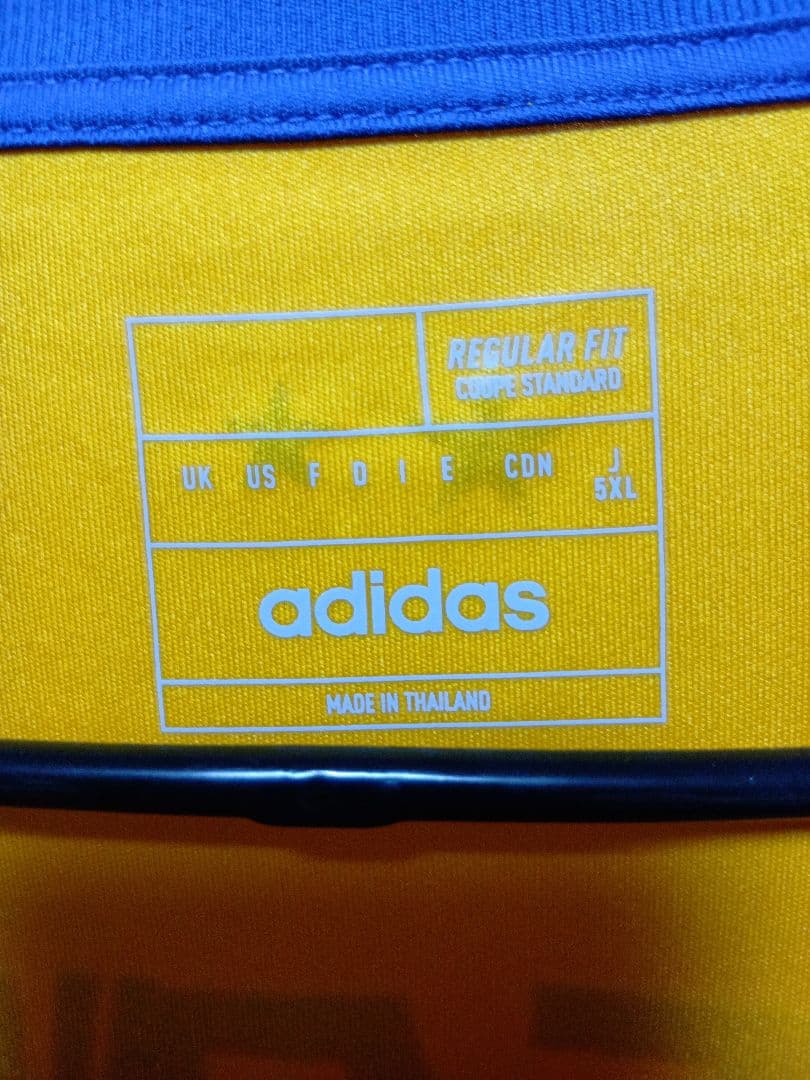 REGULAR FIT
COUPE STANDARD
UK US F D I E CDN J
5XL
adidas
MADE IN THAILAND